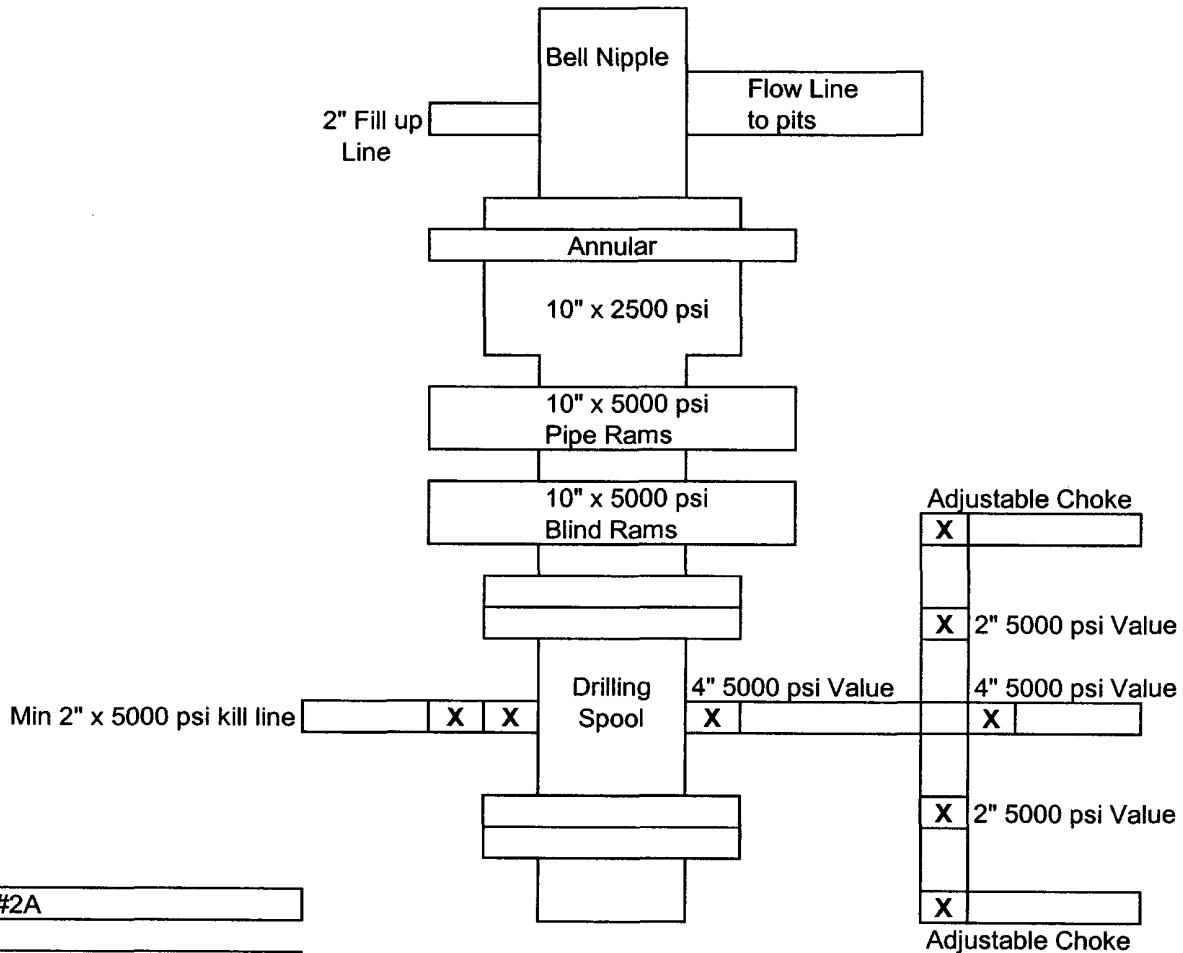 Bell Nipple
Flow Line
to pits
2" Fill up
Line
Annular
10" x 2500 psi
10" x 5000 psi
Pipe Rams
10" x 5000 psi
Blind Rams
Adjustable Choke
X
X 2" 5000 psi Value
Drilling
Spool
4" 5000 psi Value
4" 5000 psi Value
Min 2" x 5000 psi kill line
X X
X
X
X 2" 5000 psi Value
#2A
X
Adjustable Choke